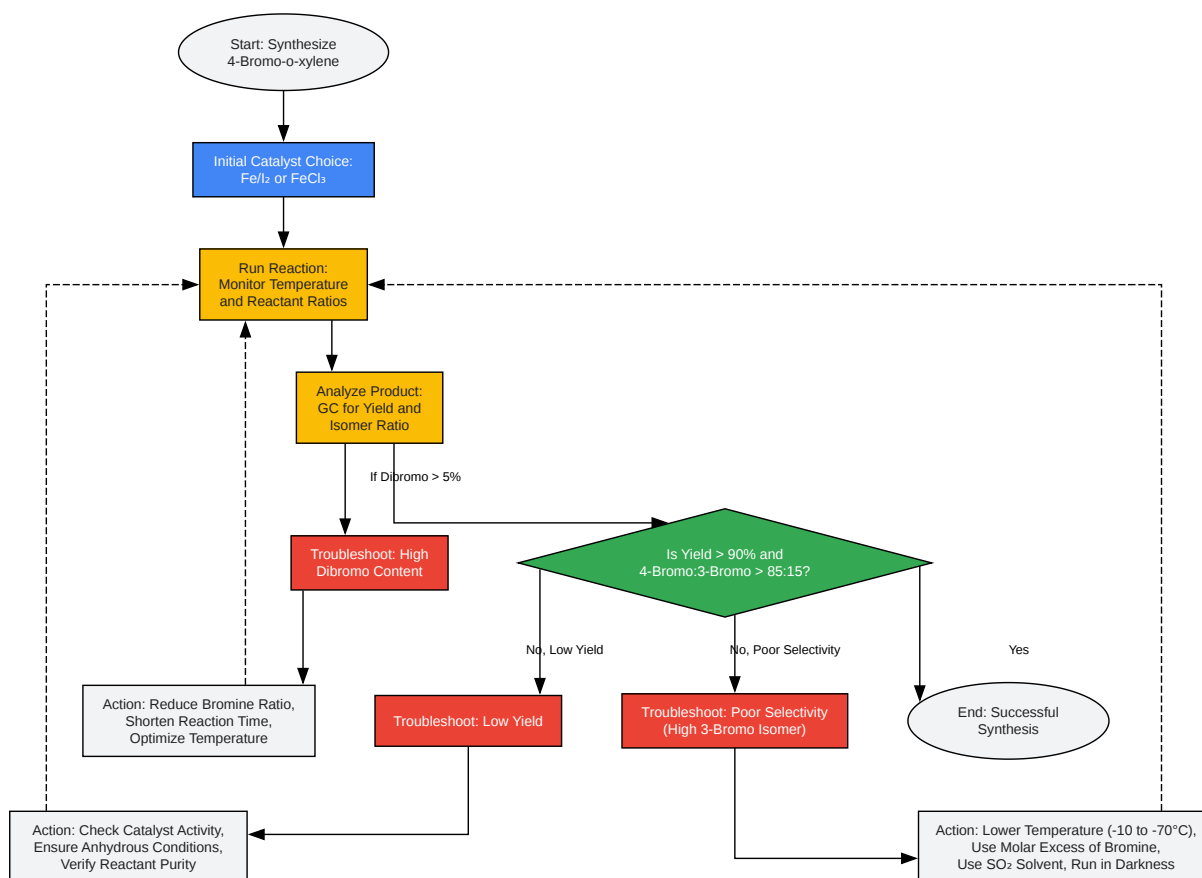 Start: Synthesize
4-Bromo-o-xylene
Initial Catalyst Choice:
Fe/I₂ or FeCl₃
Run Reaction:
Monitor Temperature
and Reactant Ratios
Analyze Product:
GC for Yield and
Isomer Ratio
If Dibromo > 5%
Troubleshoot: High
Dibromo Content
Is Yield > 90% and
4-Bromo:3-Bromo > 85:15?
No, Low Yield
No, Poor Selectivity
Yes
Action: Reduce Bromine Ratio,
Shorten Reaction Time,
Optimize Temperature
Troubleshoot: Low Yield
Troubleshoot: Poor Selectivity
(High 3-Bromo Isomer)
End: Successful
Synthesis
Action: Check Catalyst Activity,
Ensure Anhydrous Conditions,
Verify Reactant Purity
Action: Lower Temperature (-10 to -70°C),
Use Molar Excess of Bromine,
Use SO₂ Solvent, Run in Darkness